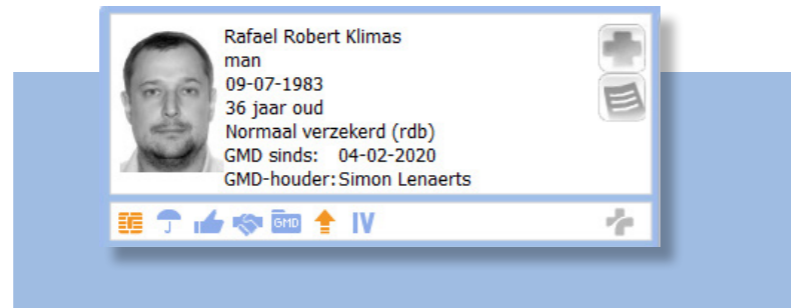 Rafael Robert Klimas
man
09-07-1983
36 jaar oud
Normaal verzekerd (rdb)
GMD sinds: 04-02-2020
GMD-houder: Simon Lenaerts
GMD IV